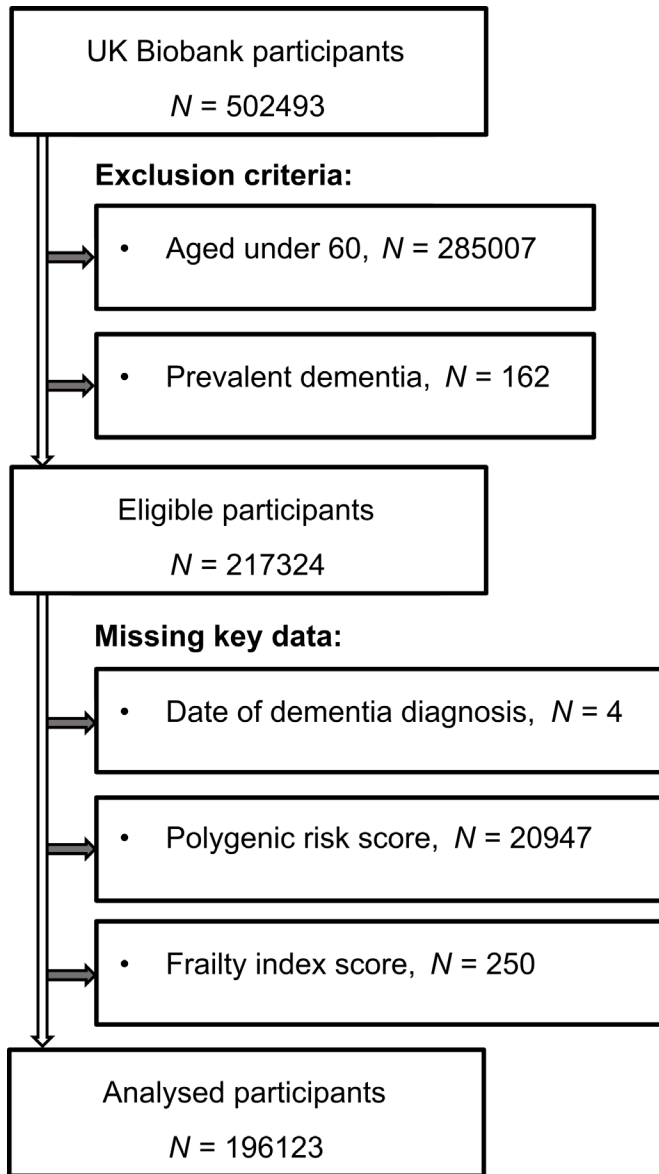 UK Biobank participants
N = 502493
Exclusion criteria:
• Aged under 60, N = 285007
• Prevalent dementia, N = 162
Eligible participants
N = 217324
Missing key data:
• Date of dementia diagnosis, N = 4
• Polygenic risk score, N = 20947
• Frailty index score, N = 250
Analysed participants
N = 196123